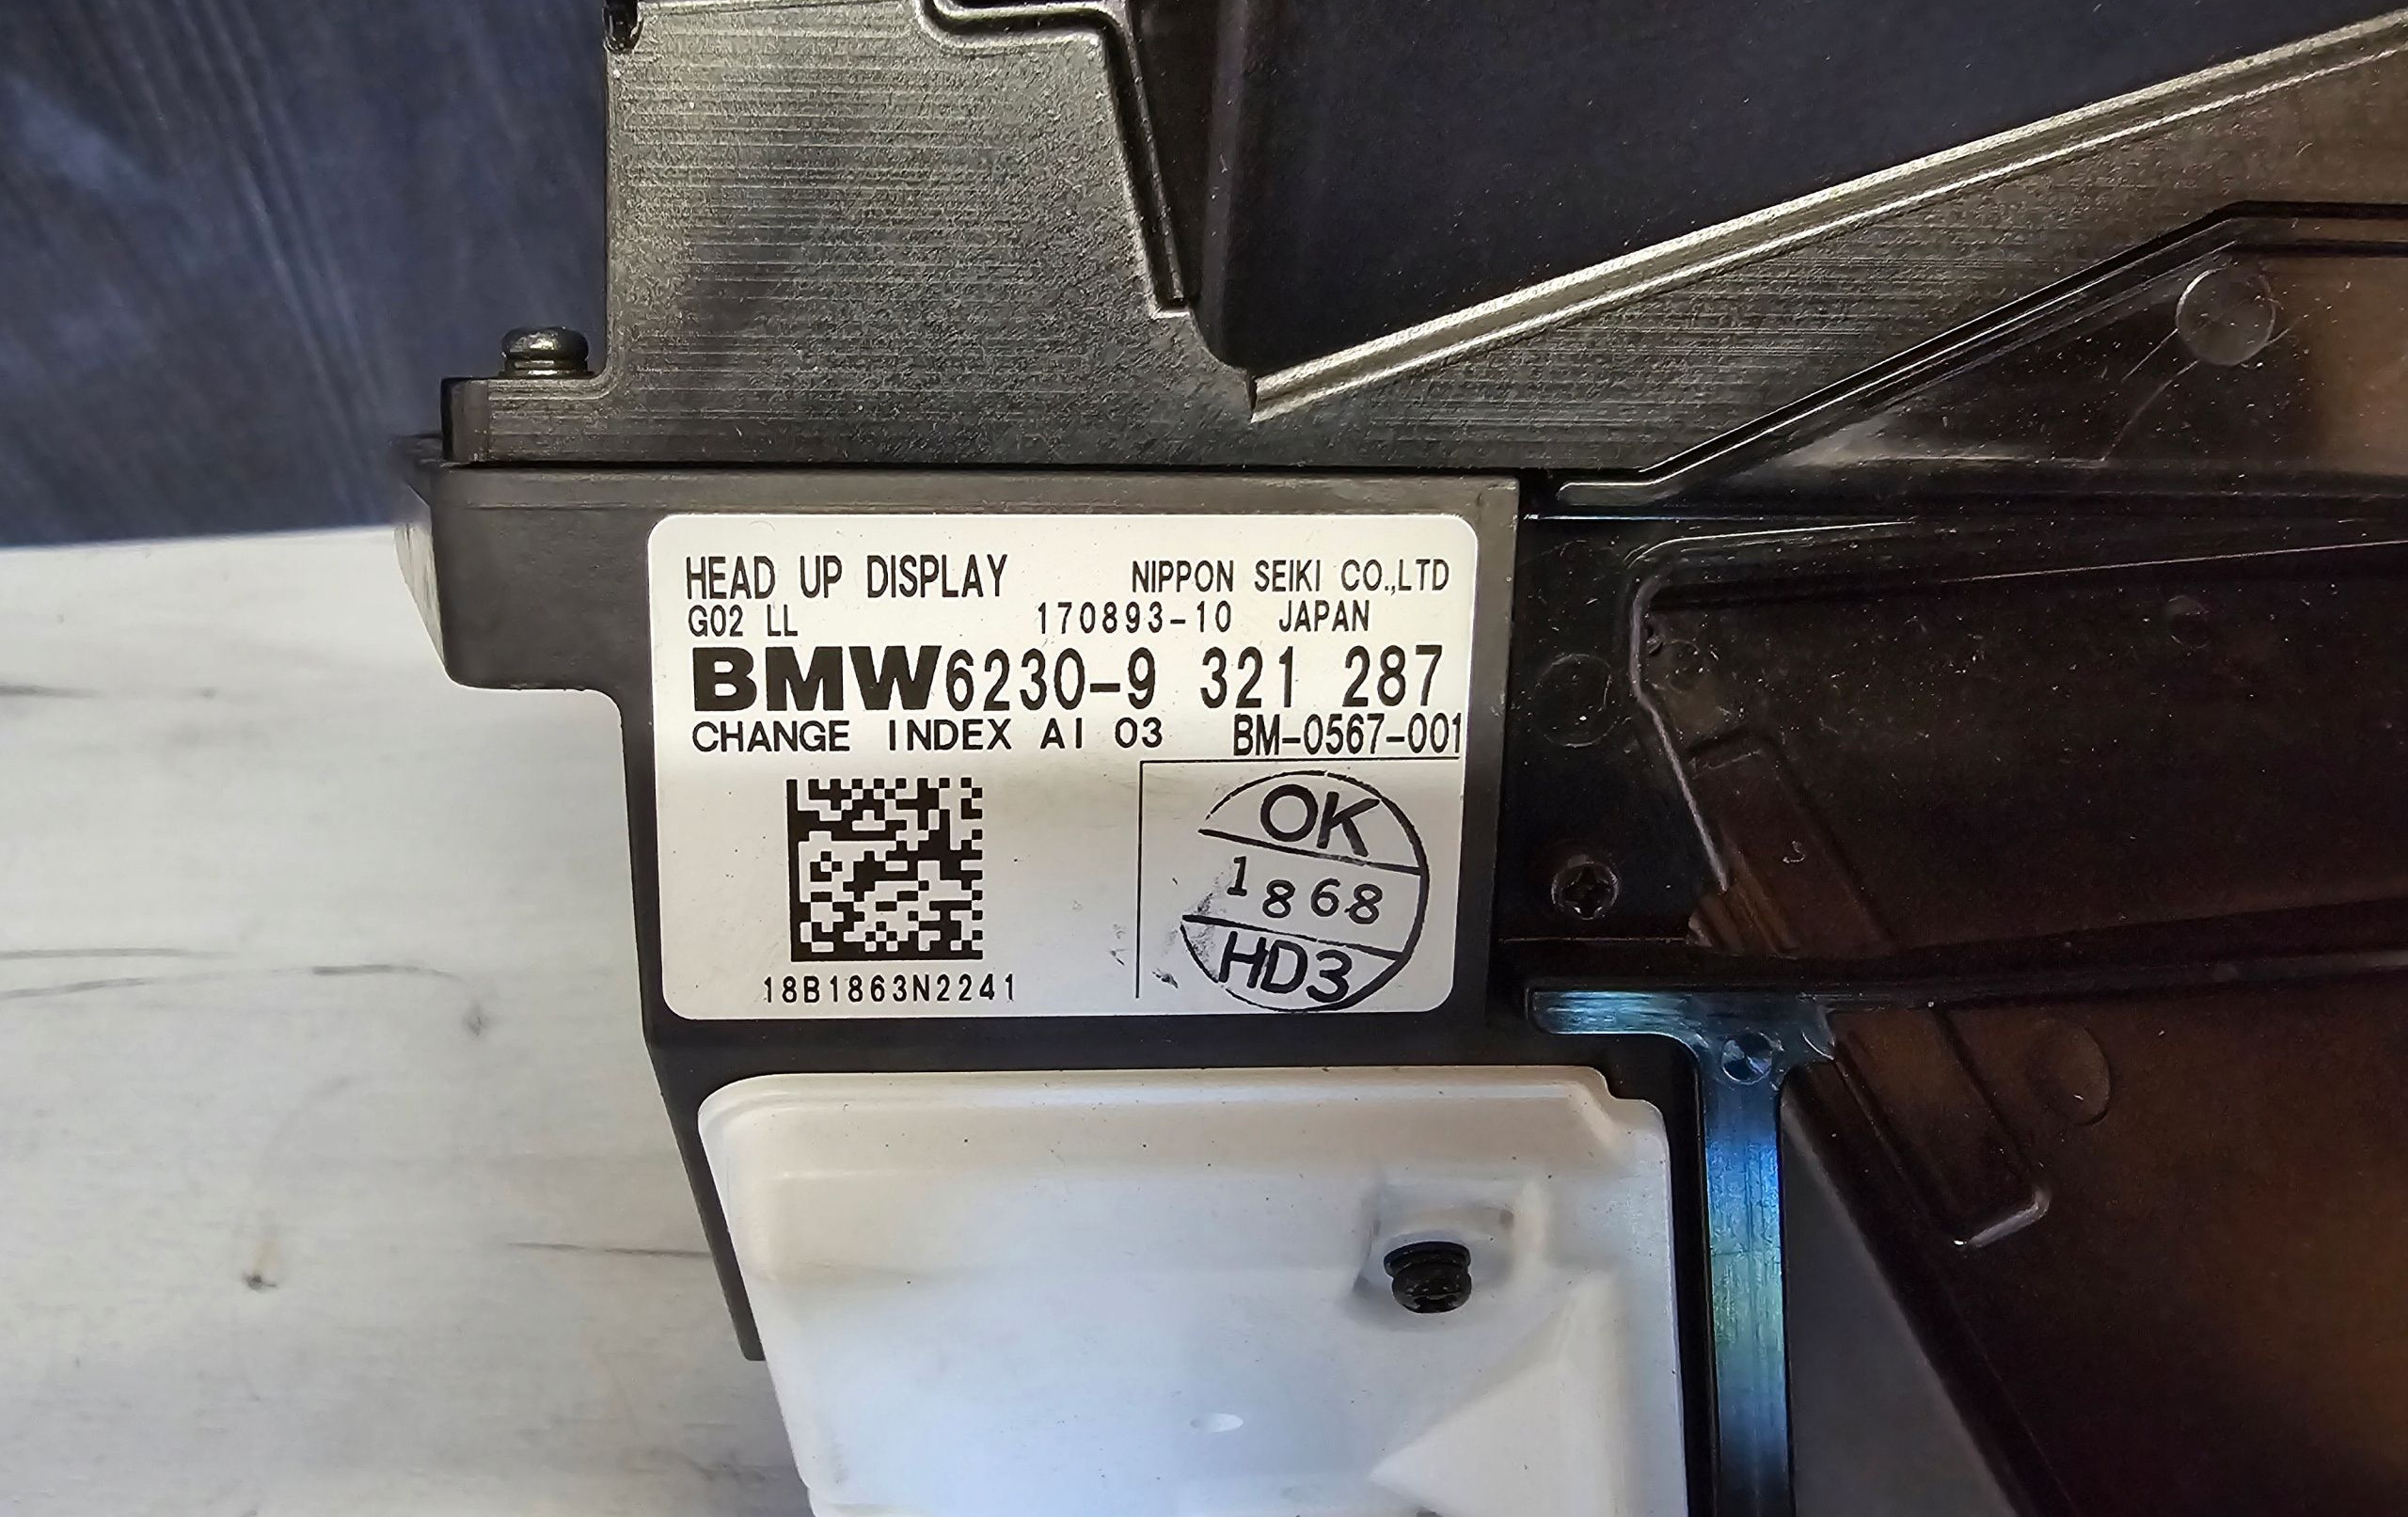 HEAD UP DISPLAY NIPPON SEIKI CO.,LTD
G02 LL 170893-10 JAPAN
BMW6230-9 321 287
CHANGE INDEX AI 03 BM-0567-001
OK
1868
HD3
18B1863N2241